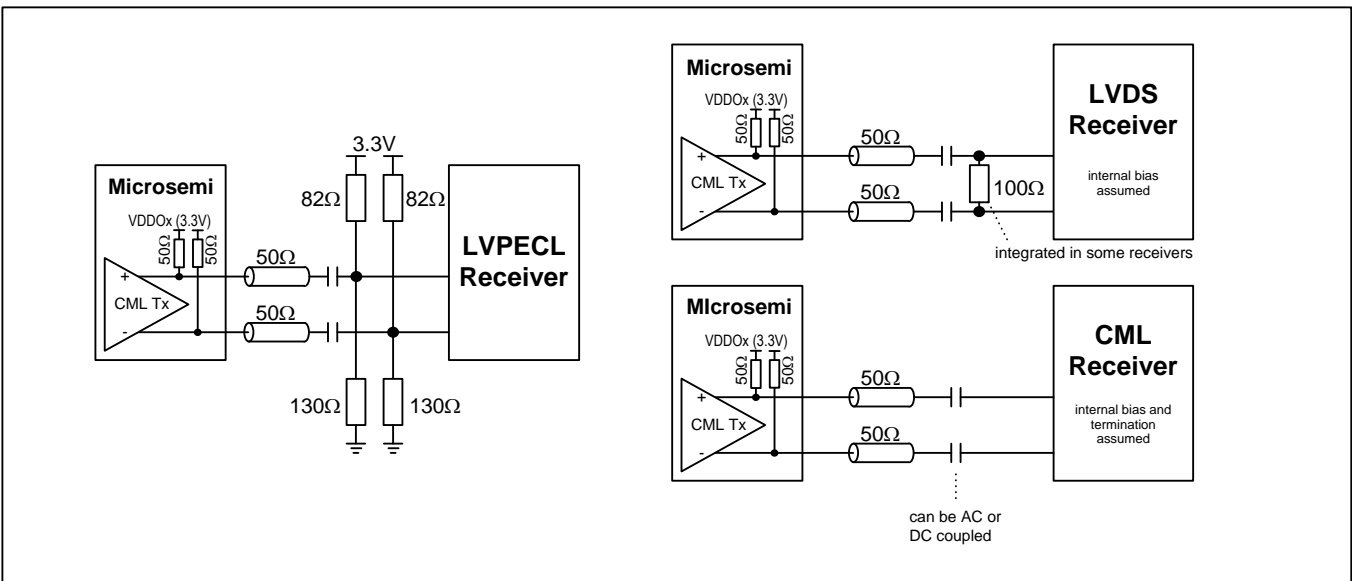 Microsemi
VDDOx (3.3V)
50Ω
50Ω
+
CML Tx
-
50Ω
50Ω
3.3V
82Ω
82Ω
130Ω
130Ω
LVPECL
Receiver
Microsemi
VDDOx (3.3V)
50Ω
50Ω
+
CML Tx
-
50Ω
50Ω
100Ω
integrated in some receivers
LVDS
Receiver
internal bias
assumed
MIcrosemi
VDDOx (3.3V)
50Ω
50Ω
+
CML Tx
-
50Ω
50Ω
can be AC or
DC coupled
CML
Receiver
internal bias and
termination
assumed